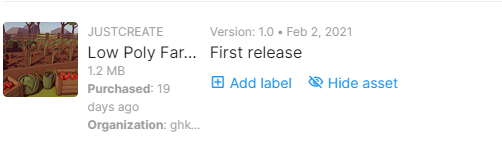 JUSTCREATE
Low Poly Far...
1.2 MB
Purchased: 19
days ago
Organization: ghk...
Version: 1.0 • Feb 2, 2021
First release
Add label
Hide asset